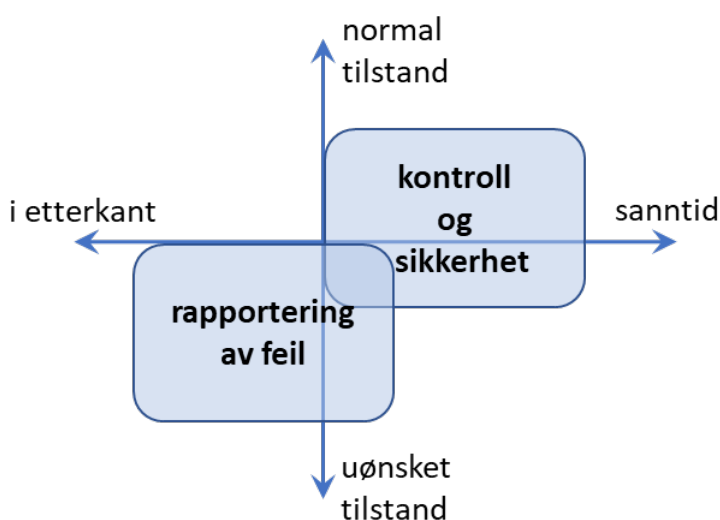 normal
tilstand
kontroll
og
sikkerhet
i etterkant
sanntid
rapportering
av feil
uønsket
tilstand